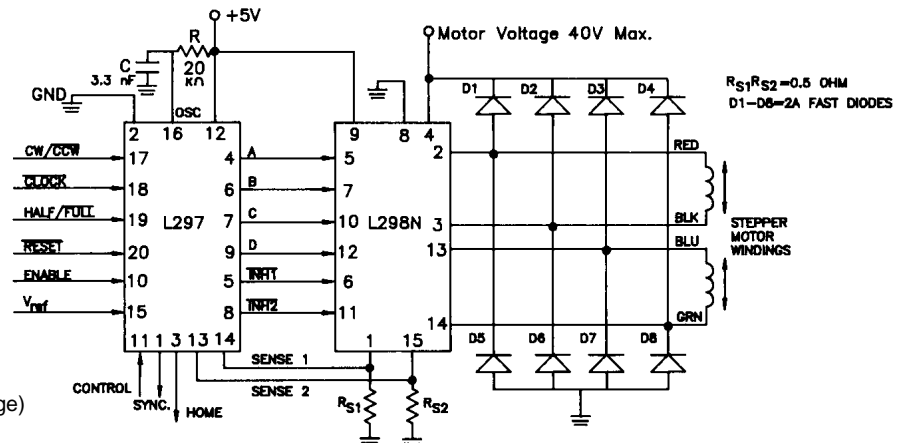 +5V
R
20
KΩ
C
3.3 nF
GND
OSC
2 16 12
CW/CCW 17
CLOCK 18
HALF/FULL 19
RESET 20
ENABLE 10
Vref 15
L297
4 A
6 B
7 C
9 D
5 INH1
8 INH2
11 1 3 13 14
CONTROL
SYNC.
HOME
SENSE 1
SENSE 2
Motor Voltage 40V Max.
9 8 4
5
7
10
12
6
11
L298N
2
3
13
14
1 15
RS1
RS2
D1 D2 D3 D4
RED
BLK
BLU
GRN
D5 D6 D7 D8
STEPPER
MOTOR
WINDINGS
RS1RS2=0.5 OHM
D1-D8=2A FAST DIODES